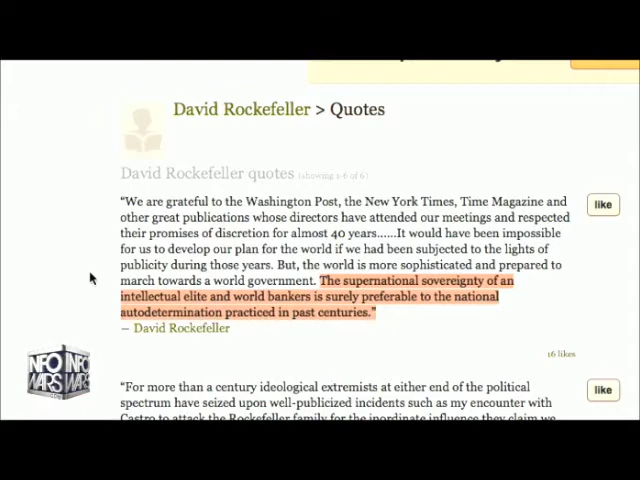 David Rockefeller > Quotes
David Rockefeller quotes (showing 1-6 of 6)
“We are grateful to the Washington Post, the New York Times, Time Magazine and
other great publications whose directors have attended our meetings and respected
their promises of discretion for almost 40 years......It would have been impossible
for us to develop our plan for the world if we had been subjected to the lights of
publicity during those years. But, the world is more sophisticated and prepared to
march towards a world government. The supernational sovereignty of an
intellectual elite and world bankers is surely preferable to the national
autodetermination practiced in past centuries.”
— David Rockefeller
like
16 likes
“For more than a century ideological extremists at either end of the political
spectrum have seized upon well-publicized incidents such as my encounter with
Castro to attack the Rockefeller family for the inordinate influence they claim we
like
INFO
WARS
INFO
WARS